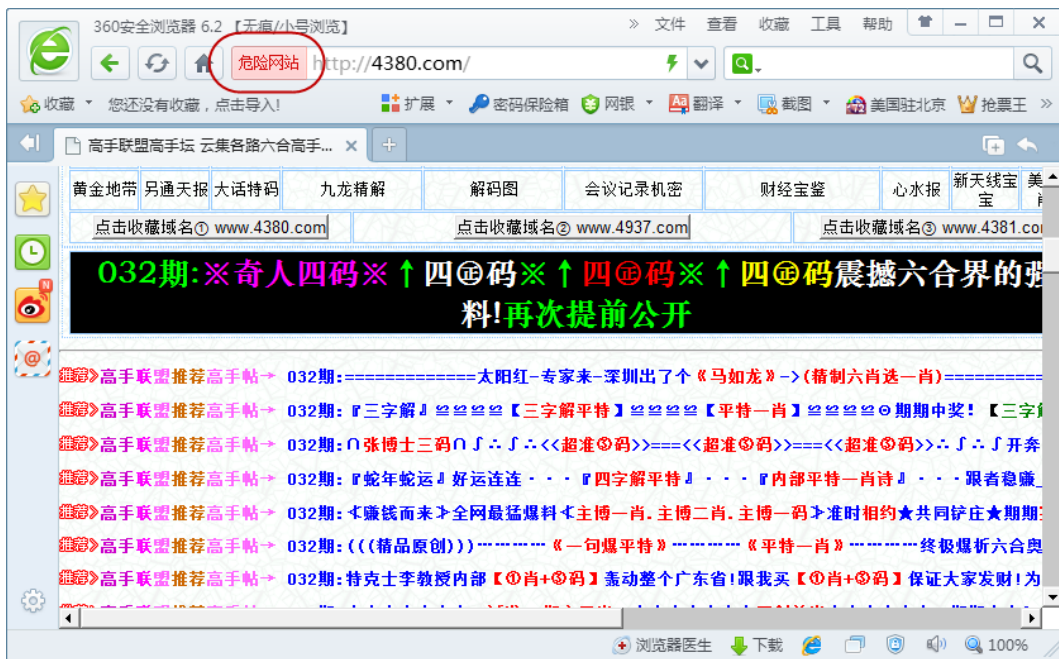 360安全浏览器 6.2 【无痕/小号浏览】 » 文件 查看 收藏 工具 帮助
危险网站 http://4380.com/
收藏 您还没有收藏，点击导入! 扩展 密码保险箱 网银 翻译 截图 美国驻北京 抢票王 »
高手联盟高手坛 云集各路六合高手...
黄金地带 另通天报 大话特码 九龙精解 解码图 会议记录机密 财经宝鉴 心水报 新天线宝宝 美
点击收藏域名① www.4380.com 点击收藏域名② www.4937.com 点击收藏域名③ www.4381.co
032期:※奇人四码※↑四㊣码※↑四㊣码※↑四㊣码震撼六合界的强
料!再次提前公开
推荐》高手联盟推荐高手帖→ 032期:=============太阳红-专家来-深圳出了个《马如龙》->(精制六肖选一肖)==========
推荐》高手联盟推荐高手帖→ 032期:『三字解』≌≌≌≌【三字解平特】≌≌≌≌【平特一肖】≌≌≌≌⊙期期中奖! 【三字
推荐》高手联盟推荐高手帖→ 032期:∩张博士三码∩∫∴∫∴<<超准⑤码>>===<<超准⑤码>>===<<超准⑤码>>∴∫∴∫开奔
推荐》高手联盟推荐高手帖→ 032期:『蛇年蛇运』好运连连···『四字解平特』···『内部平特一肖诗』···跟者稳赚_
推荐》高手联盟推荐高手帖→ 032期:≮赚钱而来≯全网最猛爆料≮主博一肖.主博二肖.主博一码≯准时相约★共同铲庄★期期
推荐》高手联盟推荐高手帖→ 032期:(((精品原创)))┅┅┅┅《一句爆平特》┅┅┅┅《平特一肖》┅┅┅┅终极爆析六合奥
推荐》高手联盟推荐高手帖→ 032期:特克士李教授内部【①肖+⑤码】轰动整个广东省!跟我买【①肖+⑤码】保证大家发财!为
浏览器医生 下载 100%